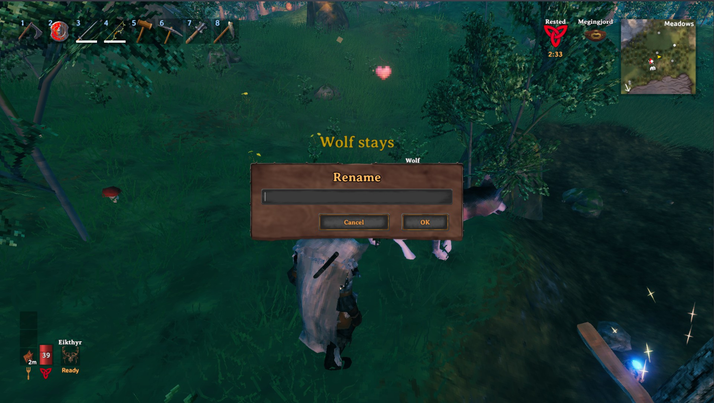 1 2 3 4 5 6 7 8
Rested
Megingjord
Meadows
2:33
Wolf stays
Wolf
Rename
Cancel
OK
Eikthyr
2m
39
Ready